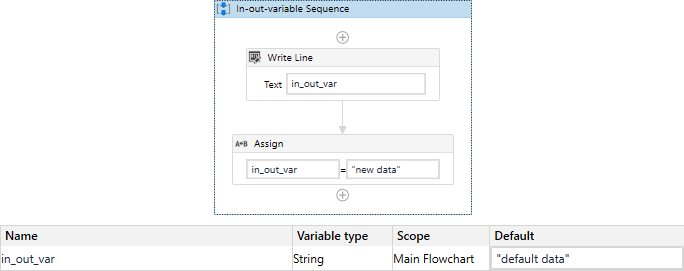 In-out-variable Sequence
Write Line
Text in_out_var
A+B Assign
in_out_var = "new data"
Name Variable type Scope Default
in_out_var String Main Flowchart "default data"